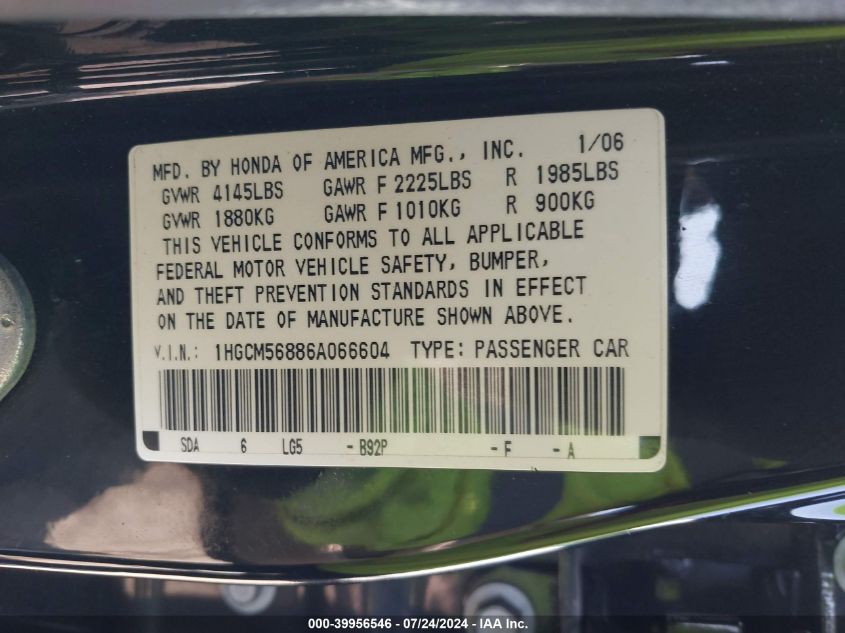 MFD. BY HONDA OF AMERICA MFG., INC. 1/06
GVWR 4145LBS GAWR F 2225LBS R 1985LBS
GVWR 1880KG GAWR F 1010KG R 900KG
THIS VEHICLE CONFORMS TO ALL APPLICABLE
FEDERAL MOTOR VEHICLE SAFETY, BUMPER,
AND THEFT PREVENTION STANDARDS IN EFFECT
ON THE DATE OF MANUFACTURE SHOWN ABOVE.
V.I.N.: 1HGCM56886A066604 TYPE: PASSENGER CAR
SDA 6 LG5 -B92P -F -A
000-39956546 / 07/24/2024 - IAA Inc.